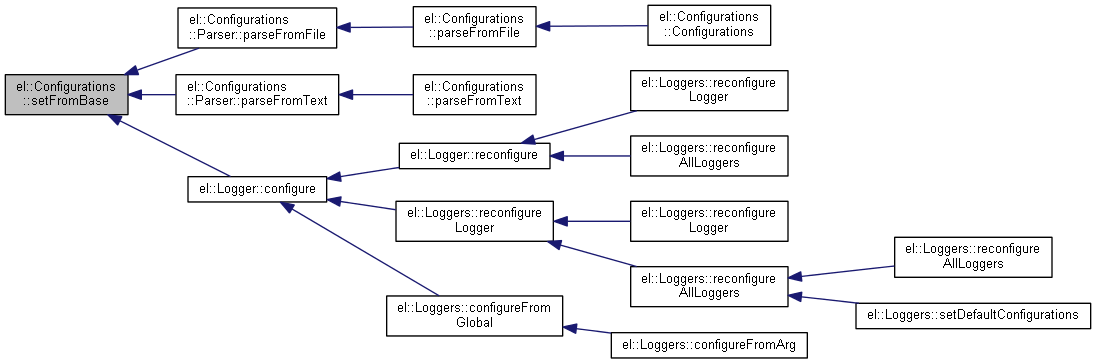 el::Configurations
::setFromBase
el::Configurations
::Parser::parseFromFile
el::Configurations
::parseFromFile
el::Configurations
::Configurations
el::Configurations
::Parser::parseFromText
el::Configurations
::parseFromText
el::Logger::configure
el::Logger::reconfigure
el::Loggers::reconfigure
Logger
el::Loggers::reconfigure
AllLoggers
el::Loggers::reconfigure
Logger
el::Loggers::reconfigure
Logger
el::Loggers::reconfigure
AllLoggers
el::Loggers::reconfigure
AllLoggers
el::Loggers::setDefaultConfigurations
el::Loggers::configureFrom
Global
el::Loggers::configureFromArg